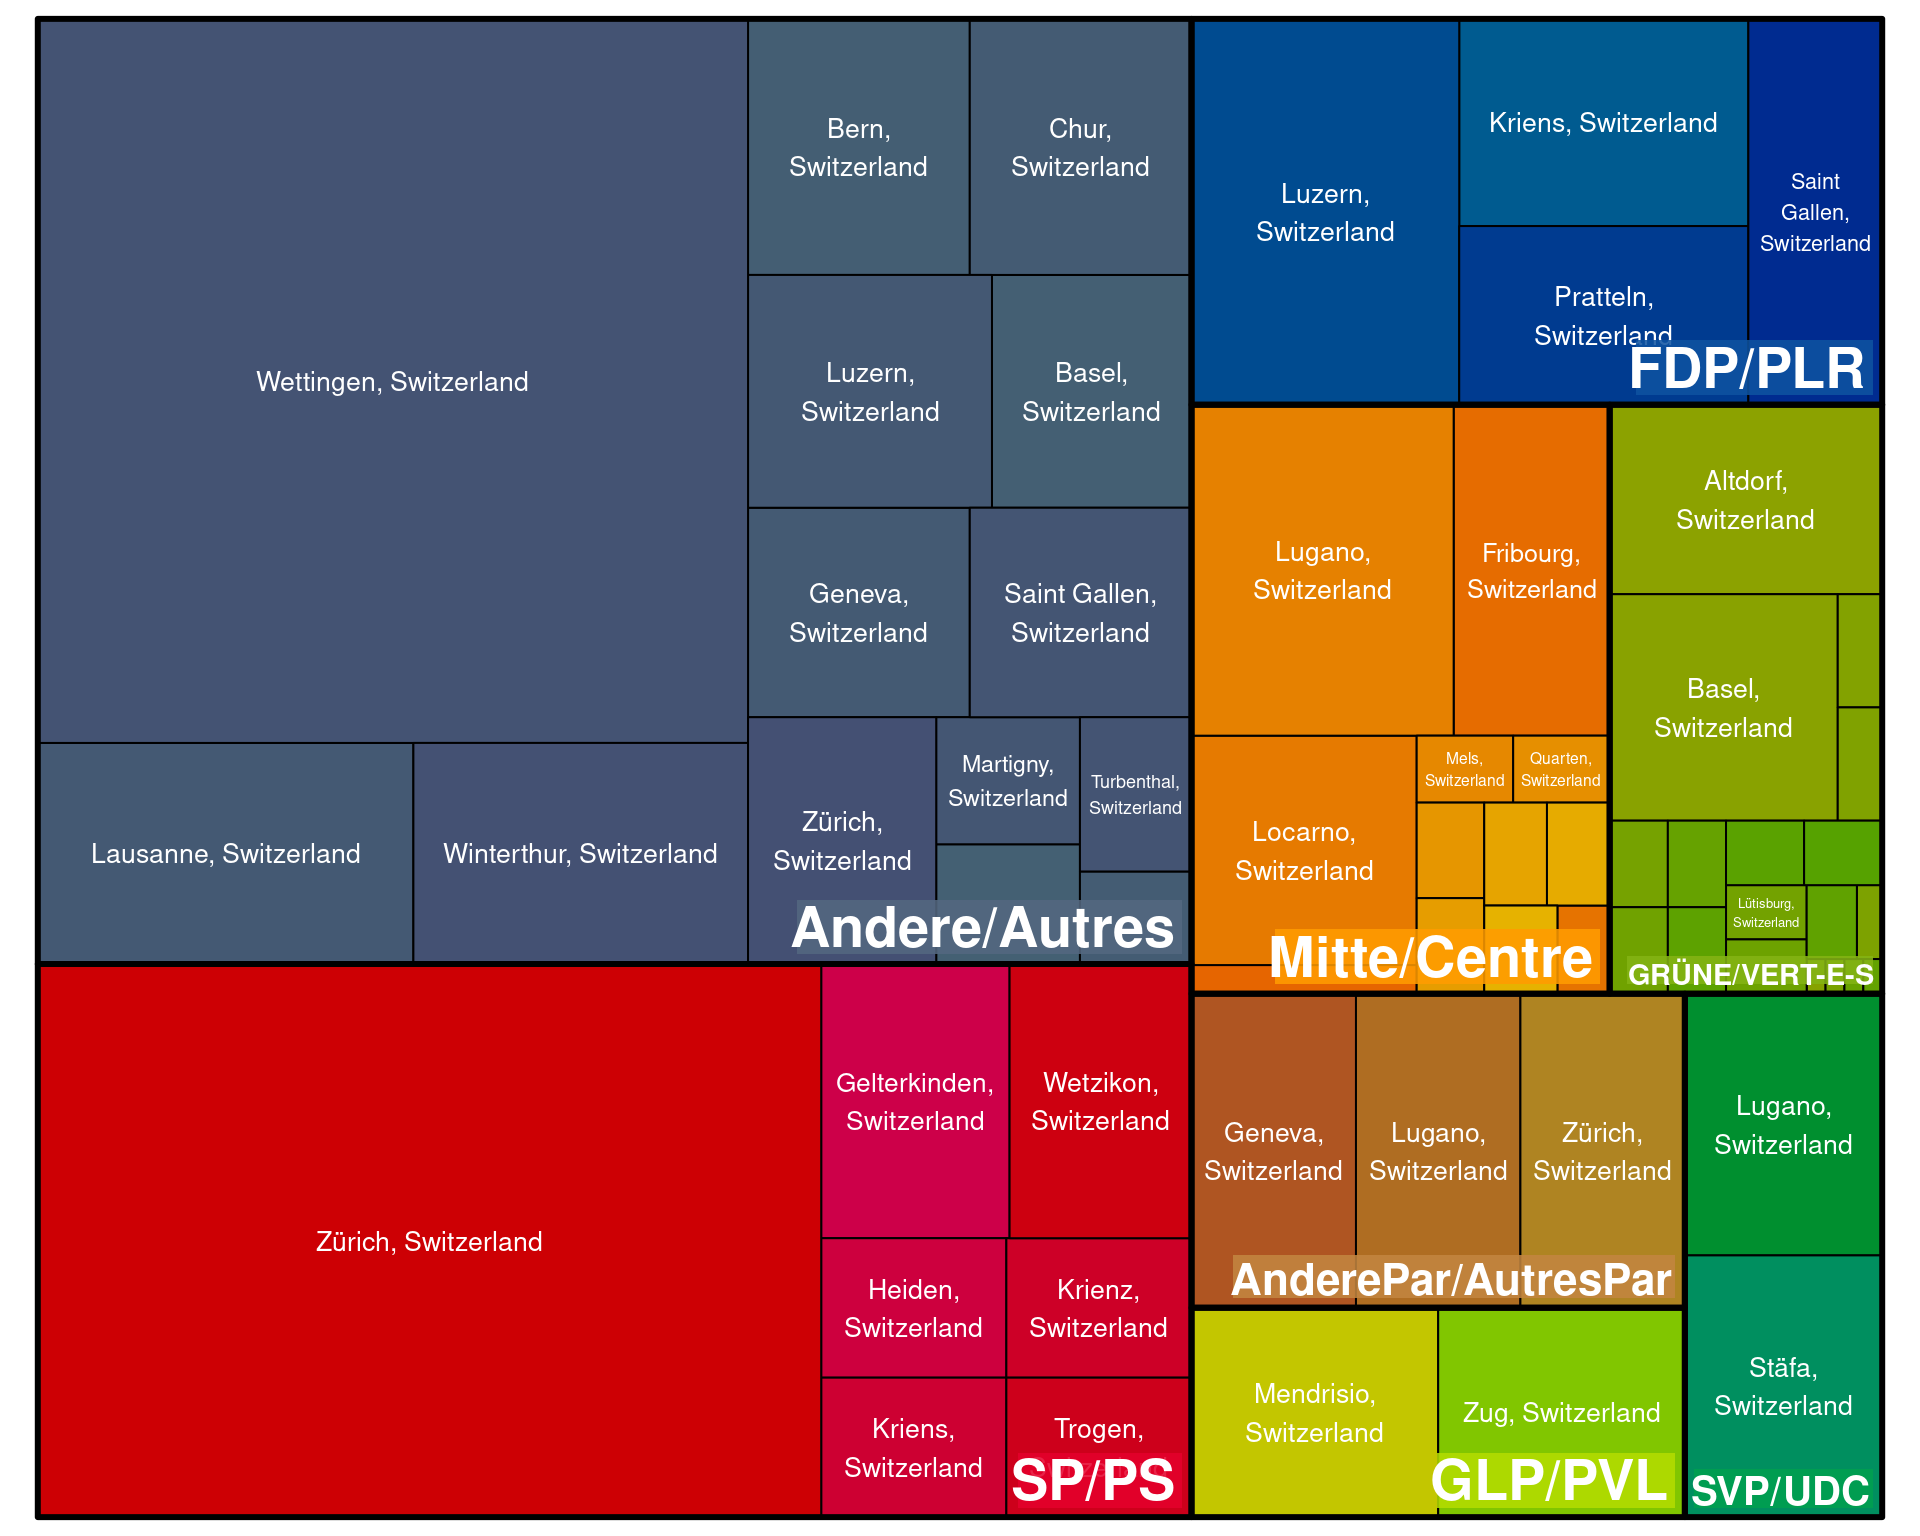 Wettingen, Switzerland
Bern,
Switzerland
Chur,
Switzerland
Luzern,
Switzerland
Basel,
Switzerland
Geneva,
Switzerland
Saint Gallen,
Switzerland
Lausanne, Switzerland
Winterthur, Switzerland
Zürich,
Switzerland
Martigny,
Switzerland
Turbenthal,
Switzerland
Andere/Autres
Zürich, Switzerland
Gelterkinden,
Switzerland
Wetzikon,
Switzerland
Heiden,
Switzerland
Krienz,
Switzerland
Kriens,
Switzerland
Trogen,
SP/PS
Luzern,
Switzerland
Kriens, Switzerland
Pratteln,
Switzerland
Saint
Gallen,
Switzerland
FDP/PLR
Lugano,
Switzerland
Fribourg,
Switzerland
Locarno,
Switzerland
Mels,
Switzerland
Quarten,
Switzerland
Mitte/Centre
Altdorf,
Switzerland
Basel,
Switzerland
Lütisburg,
Switzerland
GRÜNE/VERT-E-S
Geneva,
Switzerland
Lugano,
Switzerland
Zürich,
Switzerland
AnderePar/AutresPar
Mendrisio,
Switzerland
Zug, Switzerland
GLP/PVL
Lugano,
Switzerland
Stäfa,
Switzerland
SVP/UDC